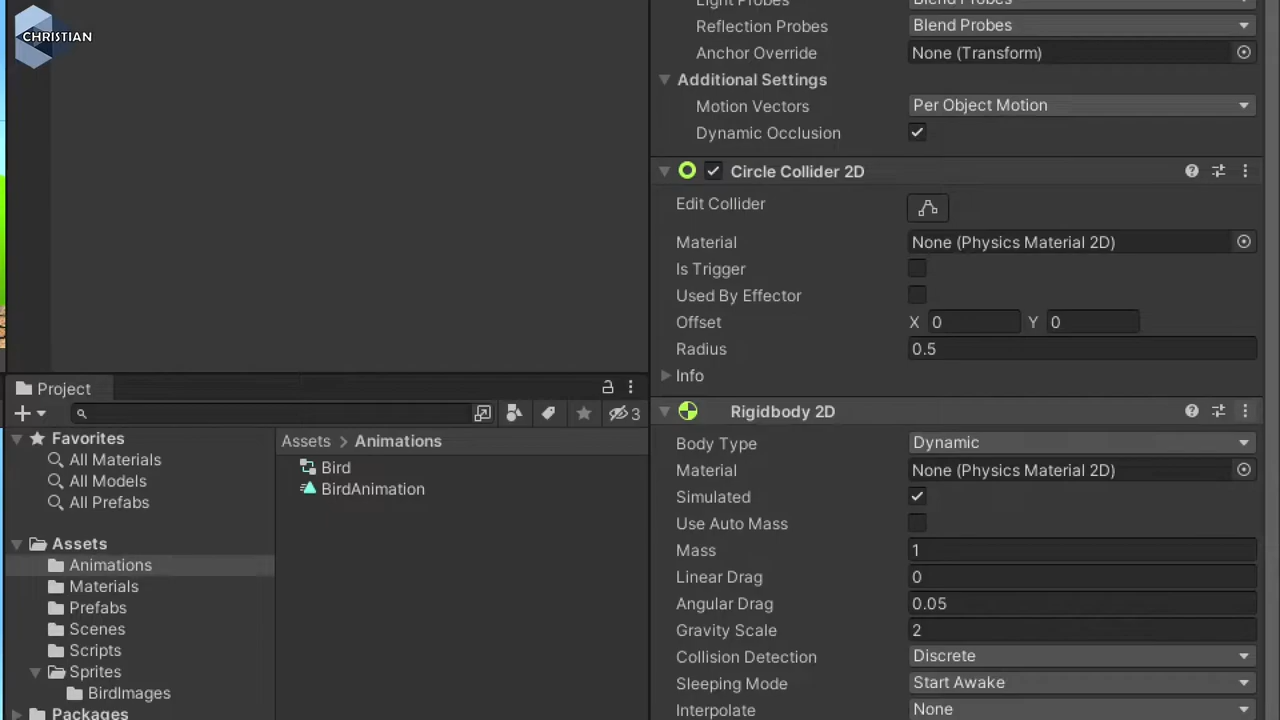 CHRISTIAN
Blend Probes
Reflection Probes Blend Probes
Anchor Override None (Transform)
Additional Settings
Motion Vectors Per Object Motion
Dynamic Occlusion
Circle Collider 2D
Edit Collider
Material None (Physics Material 2D)
Is Trigger
Used By Effector
Offset X 0 Y 0
Radius 0.5
Info
Rigidbody 2D
Body Type Dynamic
Material None (Physics Material 2D)
Simulated
Use Auto Mass
Mass 1
Linear Drag 0
Angular Drag 0.05
Gravity Scale 2
Collision Detection Discrete
Sleeping Mode Start Awake
Interpolate None
Project
3
Favorites
All Materials
All Models
All Prefabs
Assets
Animations
Materials
Prefabs
Scenes
Scripts
Sprites
BirdImages
Packages
Assets > Animations
Bird
BirdAnimation